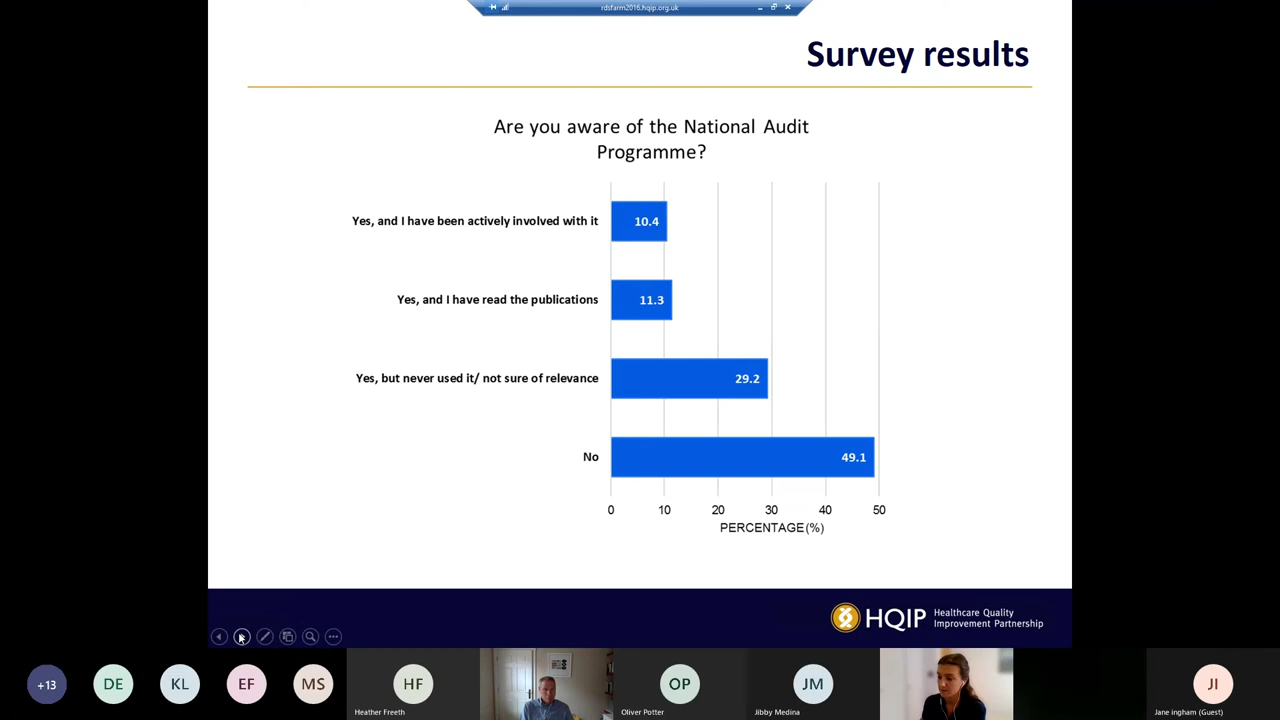 rdsfarm2016.hqip.org.uk
Survey results
Are you aware of the National Audit
Programme?
Yes, and I have been actively involved with it
10.4
Yes, and I have read the publications
11.3
Yes, but never used it/ not sure of relevance
29.2
No
49.1
0 10 20 30 40 50
PERCENTAGE (%)
HQIP
Healthcare Quality
Improvement Partnership
+13
DE
KL
EF
MS
HF
Heather Freeth
OP
Oliver Potter
JM
Jibby Medina
JI
Jane ingham (Guest)